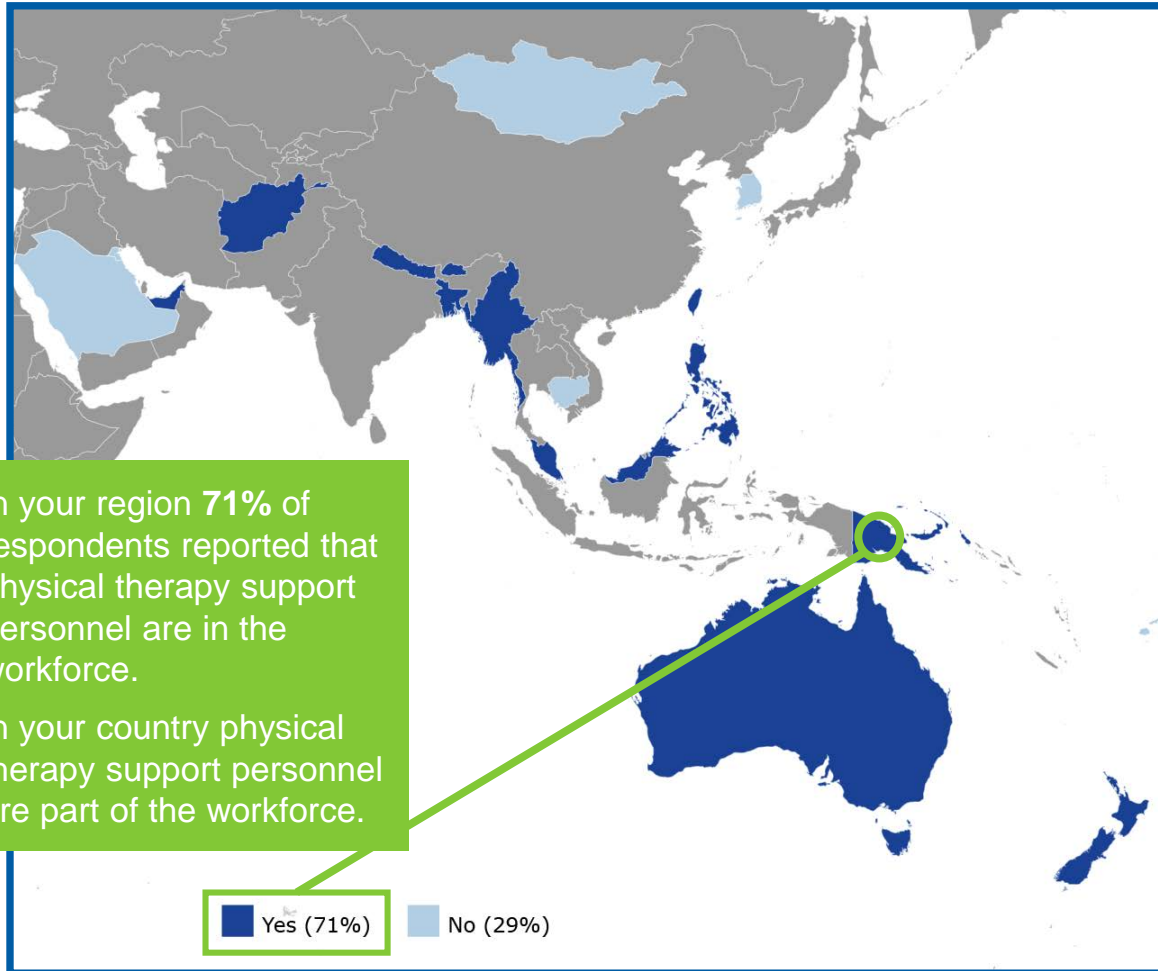 n your region 71% of
espondents reported that
hysical therapy support
ersonnel are in the
workforce.
n your country physical
herapy support personnel
re part of the workforce.
Yes (71%)
No (29%)